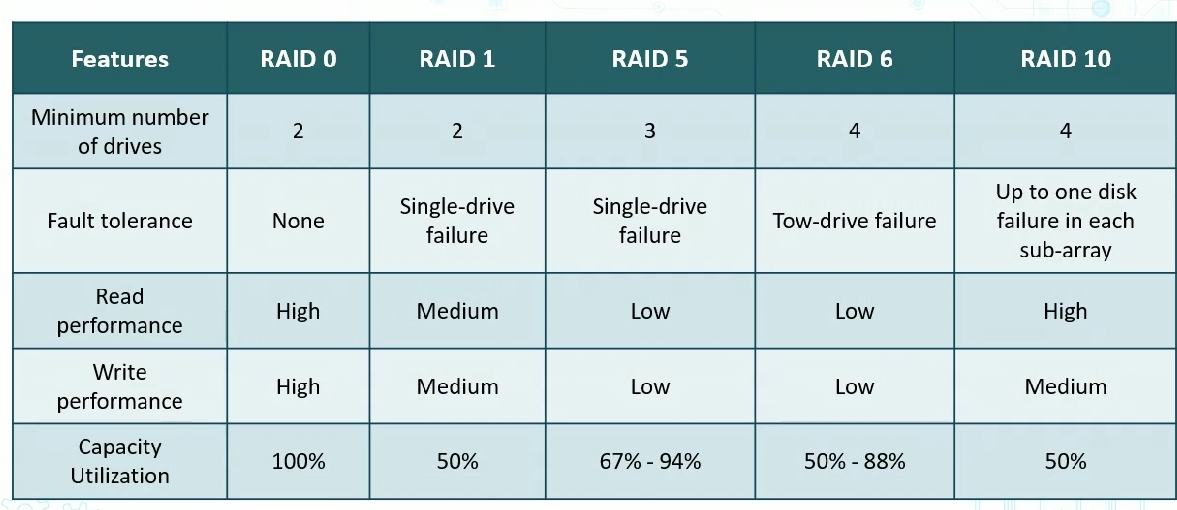 Features RAID 0 RAID 1 RAID 5 RAID 6 RAID 10
Minimum number
of drives
2 2 3 4 4
Fault tolerance
None
Single-drive
failure
Single-drive
failure
Tow-drive failure
Up to one disk
failure in each
sub-array
Read
performance
High Medium Low Low High
Write
performance
High Medium Low Low Medium
Capacity
Utilization
100% 50% 67% - 94% 50% - 88% 50%